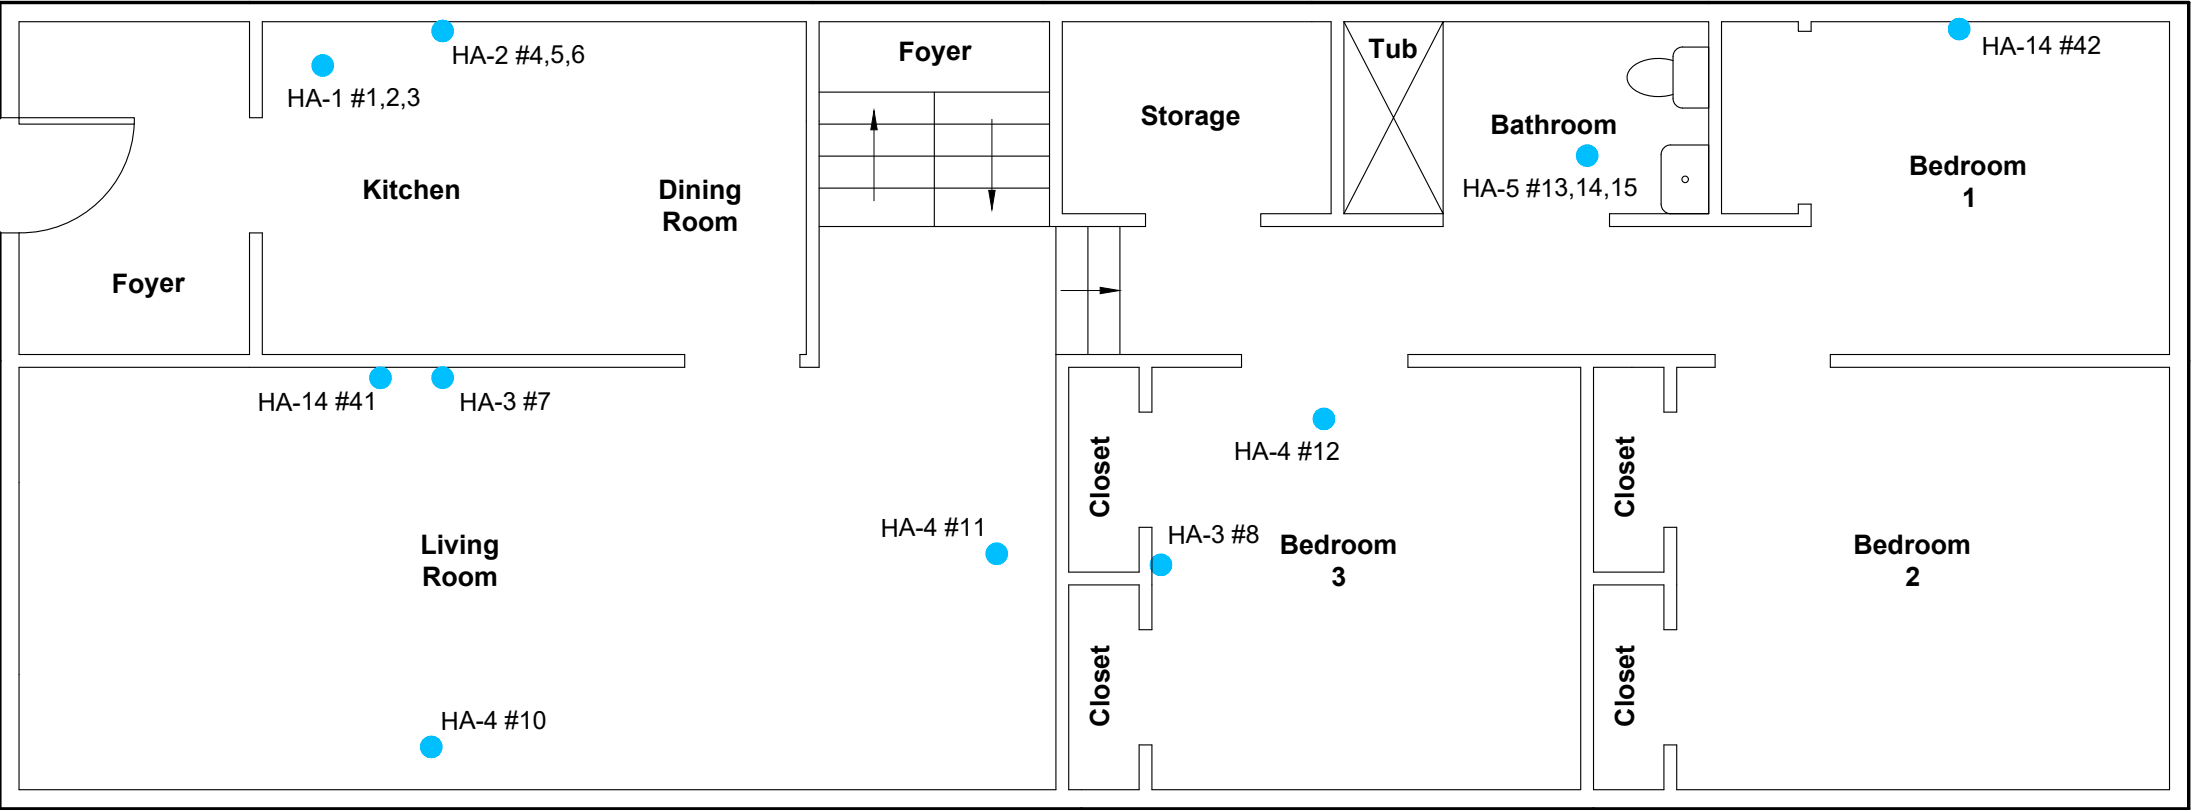 HA-2 #4,5,6
HA-1 #1,2,3
Foyer
Tub
HA-14 #42
Storage
Bathroom
HA-5 #13,14,15
Bedroom
1
Kitchen
Dining
Room
Foyer
HA-14 #41
HA-3 #7
HA-4 #12
Closet
Closet
HA-4 #11
HA-3 #8
Living
Room
Bedroom
3
Bedroom
2
Closet
Closet
HA-4 #10